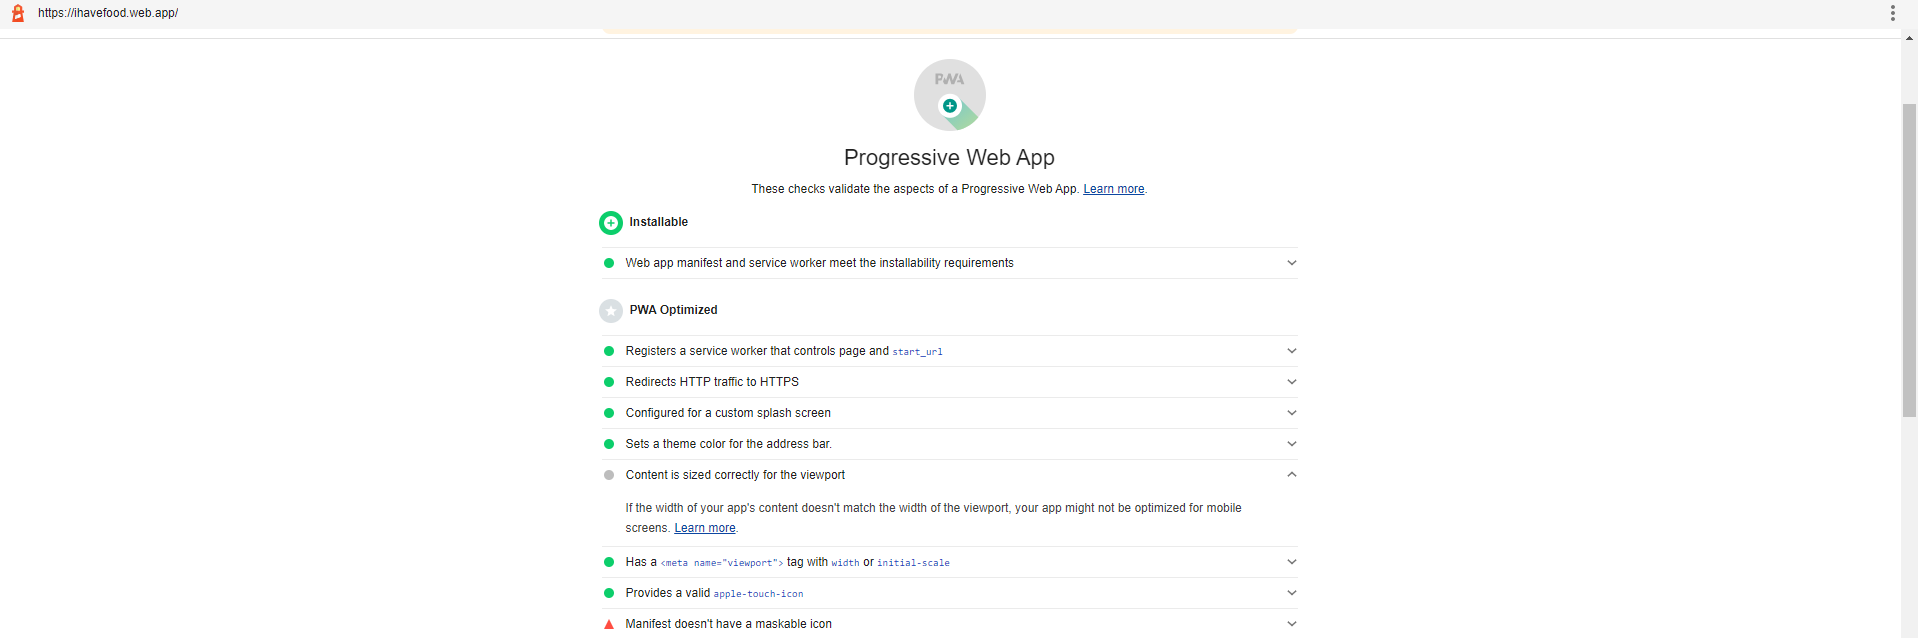 https://ihavefood.web.app/
PWA
Progressive Web App
These checks validate the aspects of a Progressive Web App. Learn more.
Installable
Web app manifest and service worker meet the installability requirements
PWA Optimized
Registers a service worker that controls page and start_url
Redirects HTTP traffic to HTTPS
Configured for a custom splash screen
Sets a theme color for the address bar.
Content is sized correctly for the viewport
If the width of your app's content doesn't match the width of the viewport, your app might not be optimized for mobile
screens. Learn more.
Has a <meta name="viewport"> tag with width or initial-scale
Provides a valid apple-touch-icon
Manifest doesn't have a maskable icon